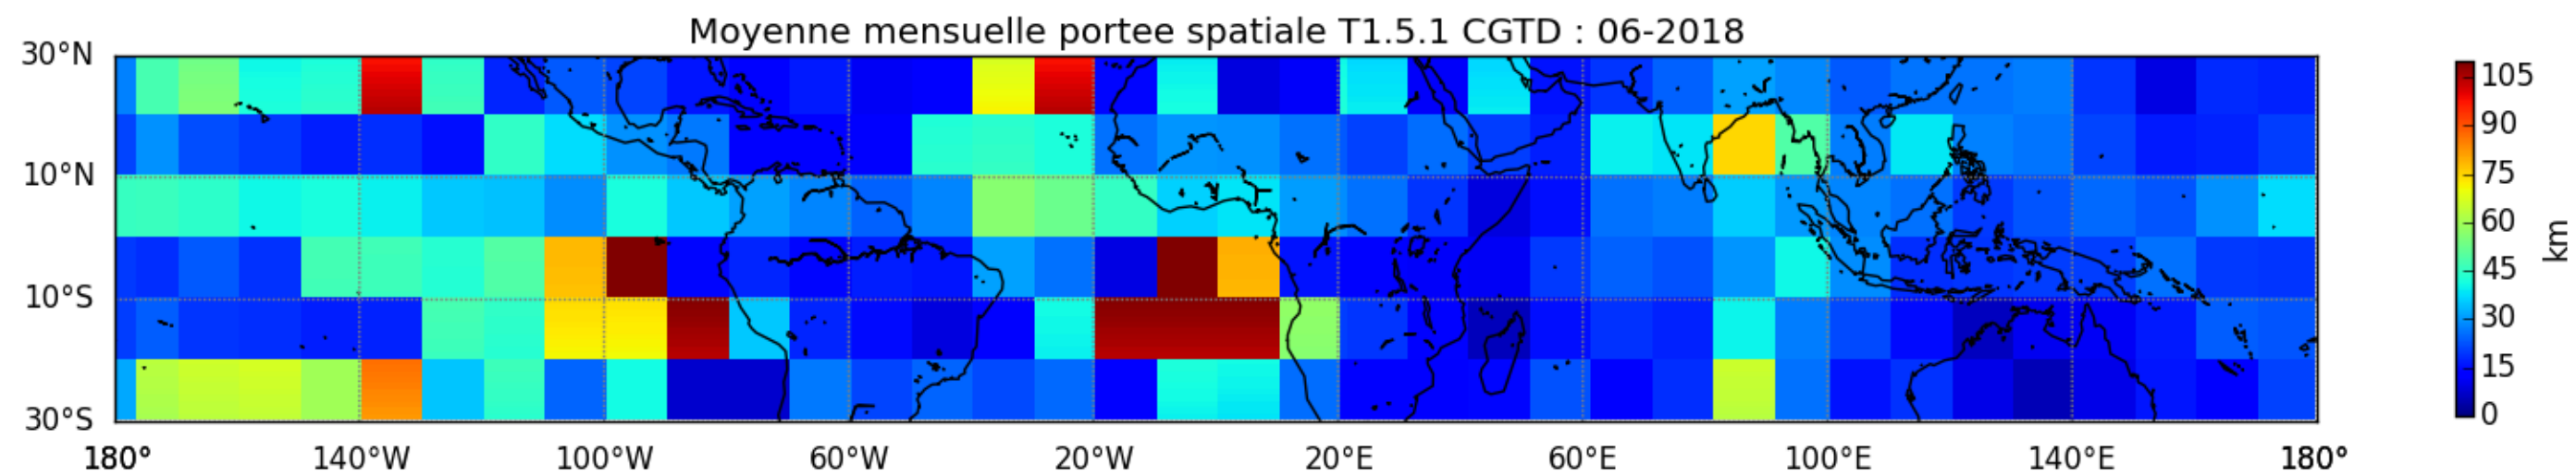 Moyenne mensuelle portee spatiale T1.5.1 CGTD : 06-2018
30°N
10°N
10°S
30°S
180° 140°W 100°W 60°W 20°W 20°E 60°E 100°E 140°E 180°
105
90
75
60
45
30
15
0
km